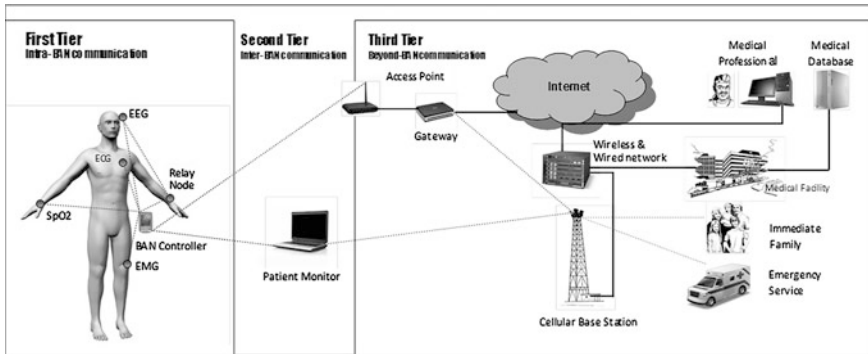 First Tier
Intra-BAN communication
Second Tier
Inter-BAN communication
Third Tier
Beyond-BAN communication
EEG
ECG
Relay
Node
SpO2
BAN Controller
EMG
Patient Monitor
Access Point
Gateway
Internet
Wireless &
Wired network
Cellular Base Station
Medical
Professional
Medical
Database
Medical Facility
Immediate
Family
Emergency
Service